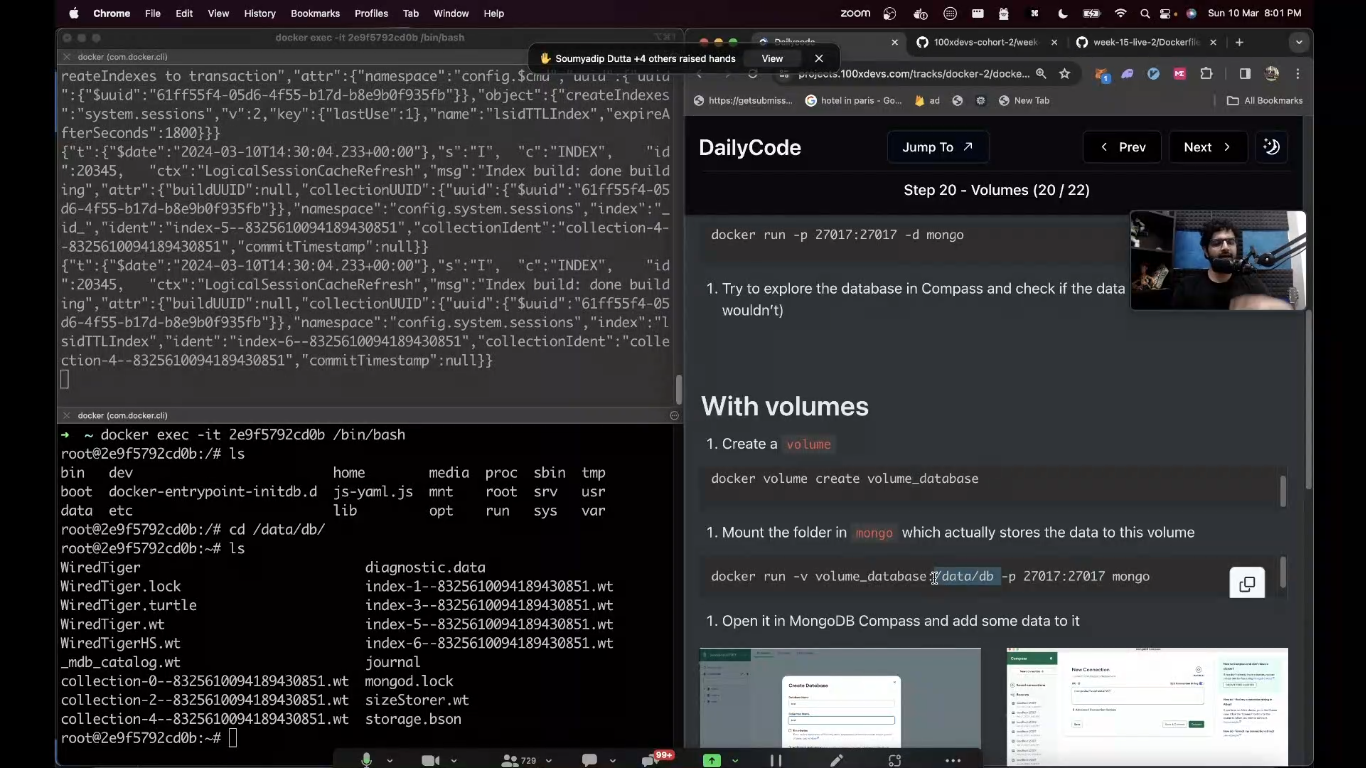 Chrome File Edit View History Bookmarks Profiles Tab Window Help
zoom Sun 10 Mar 8:01 PM
docker exec -it 2e9f5792cd0b /bin/bash
docker (com.docker.cli)
Soumyadip Dutta +4 others raised hands View
reateIndexes to transaction","attr":{"namespace":"config.$cmd","uuid":{"uuid"
:{"$uuid":"61ff55f4-05d6-4f55-b17d-b8e9b0f935fb"}},"object":{"createIndexes
":"system.sessions","v":2,"key":{"lastUse":1},"name":"lsidTTLIndex","expireA
fterSeconds":1800}}}
{"t":{"$date":"2024-03-10T14:30:04.233+00:00"},"s":"I", "c":"INDEX", "id"
:20345, "ctx":"LogicalSessionCacheRefresh","msg":"Index build: done buil
ding","attr":{"buildUUID":null,"collectionUUID":{"uuid":{"$uuid":"61ff55f4-05
d6-4f55-b17d-b8e9b0f935fb"}},"namespace":"config.system.sessions","index":"_
id_","ident":"index-5--8325610094189430851","collectionIdent":"collection-4-
-8325610094189430851","commitTimestamp":null}}
{"t":{"$date":"2024-03-10T14:30:04.233+00:00"},"s":"I", "c":"INDEX", "id"
:20345, "ctx":"LogicalSessionCacheRefresh","msg":"Index build: done buil
ding","attr":{"buildUUID":null,"collectionUUID":{"uuid":{"$uuid":"61ff55f4-05
d6-4f55-b17d-b8e9b0f935fb"}},"namespace":"config.system.sessions","index":"l
sidTTLIndex","ident":"index-6--8325610094189430851","collectionIdent":"colle
ction-4--8325610094189430851","commitTimestamp":null}}
docker (com.docker.cli)
➜ ~ docker exec -it 2e9f5792cd0b /bin/bash
root@2e9f5792cd0b:/# ls
bin dev home media proc sbin tmp
boot docker-entrypoint-initdb.d js-yaml.js mnt root srv usr
data etc lib opt run sys var
root@2e9f5792cd0b:/# cd /data/db/
root@2e9f5792cd0b:~# ls
WiredTiger diagnostic.data
WiredTiger.lock index-1--8325610094189430851.wt
WiredTiger.turtle index-3--8325610094189430851.wt
WiredTiger.wt index-5--8325610094189430851.wt
WiredTigerHS.wt index-6--8325610094189430851.wt
_mdb_catalog.wt journal
collection-0--8325610094189430851.wt mongod.lock
collection-2--8325610094189430851.wt sizeStorer.wt
collection-4--8325610094189430851.wt storage.bson
root@2e9f5792cd0b:~#
729 99+
Dailycode 100xdevs-cohort-2/week week-15-live-2/Dockerfile
projects.100xdevs.com/tracks/docker-2/docke...
https://getsubmiss... hotel in paris - Go... ad New Tab All Bookmarks
DailyCode Jump To Prev Next
Step 20 - Volumes (20 / 22)
docker run -p 27017:27017 -d mongo
1. Try to explore the database in Compass and check if the data
wouldn't)
With volumes
1. Create a volume
docker volume create volume_database
1. Mount the folder in mongo which actually stores the data to this volume
docker run -v volume_database:/data/db -p 27017:27017 mongo
1. Open it in MongoDB Compass and add some data to it
Create Database
New Connection